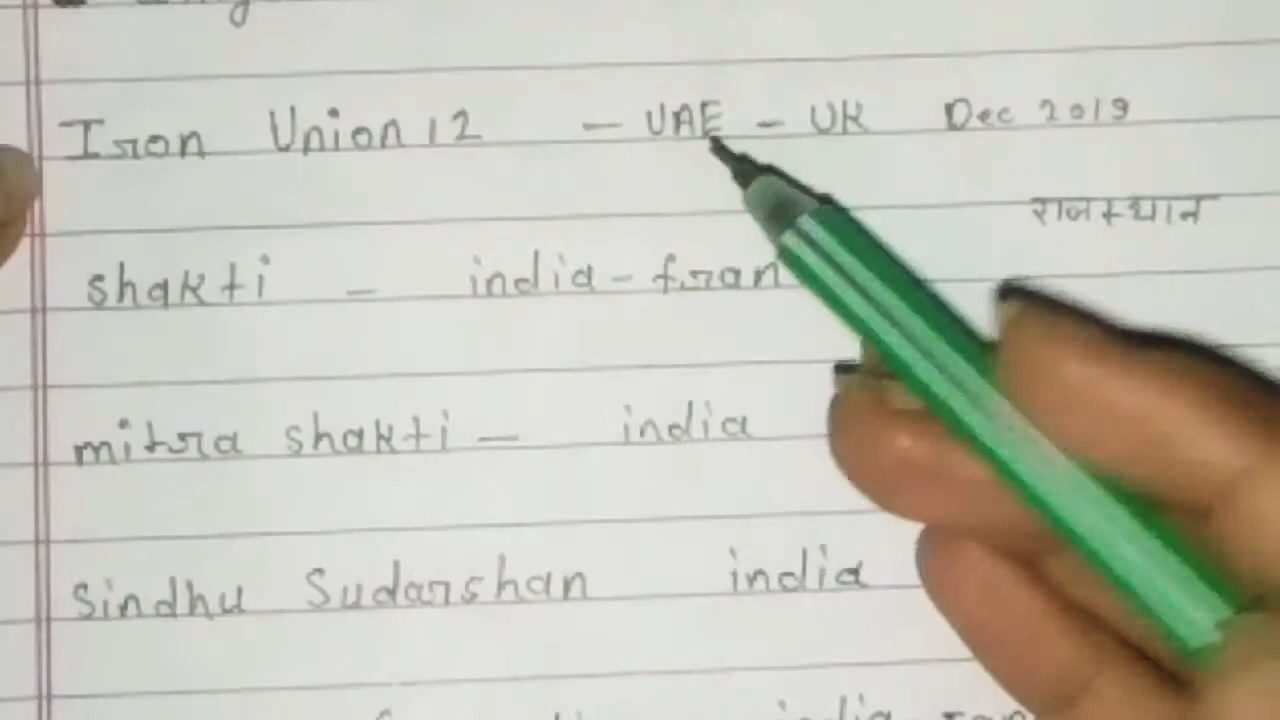 Iron Union 12 - UAE - UK Dec 2019
राजस्थान
shakti - india - fran
mitra shakti - india
Sindhu Sudarshan india